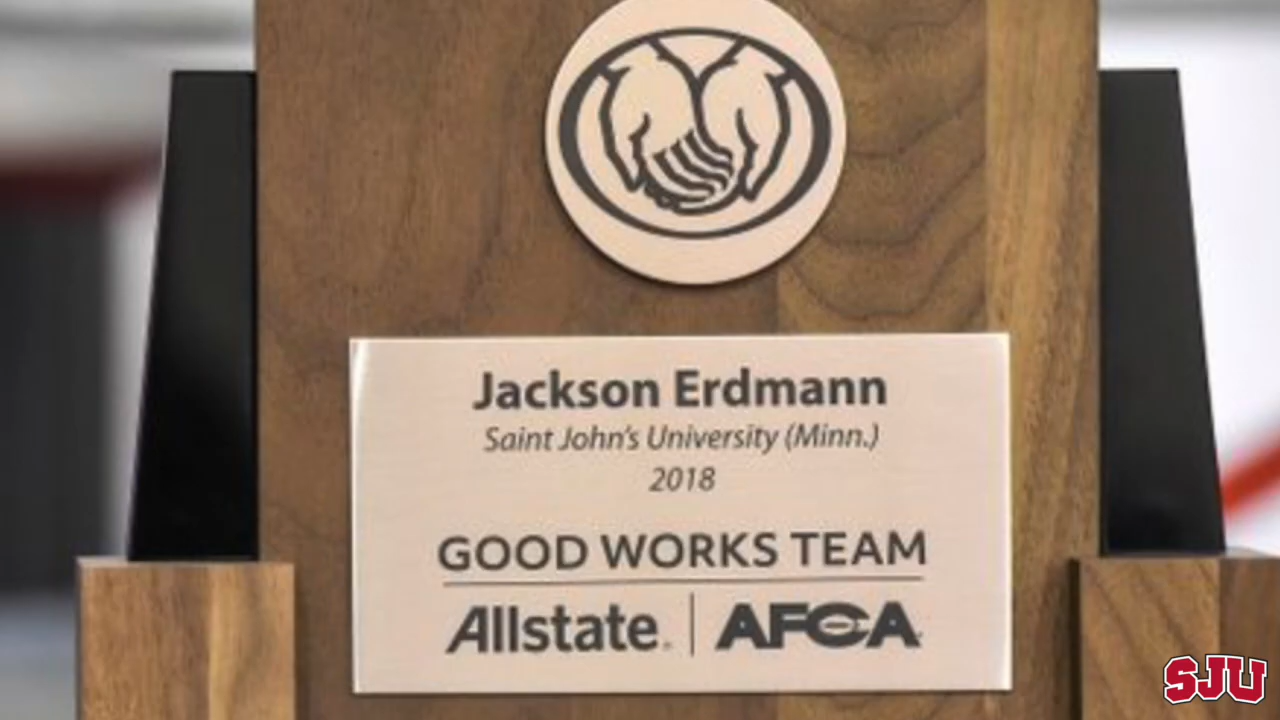 Jackson Erdmann
Saint John's University (Minn.)
2018
GOOD WORKS TEAM
Allstate. | AFCA
SJU